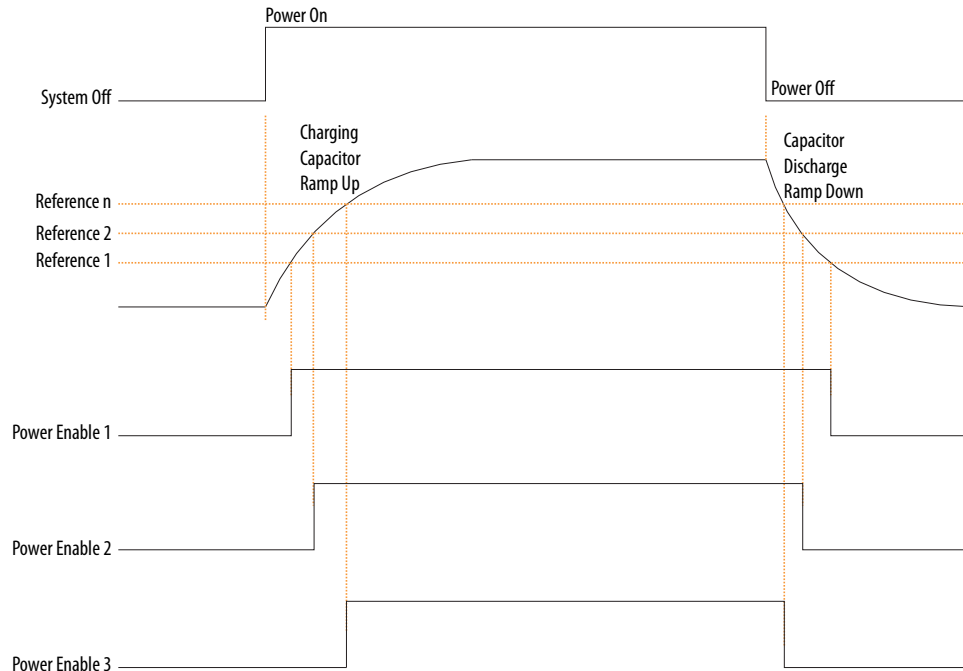 Power On
System Off
Power Off
Charging
Capacitor
Ramp Up
Capacitor
Discharge
Ramp Down
Reference n
Reference 2
Reference 1
Power Enable 1
Power Enable 2
Power Enable 3